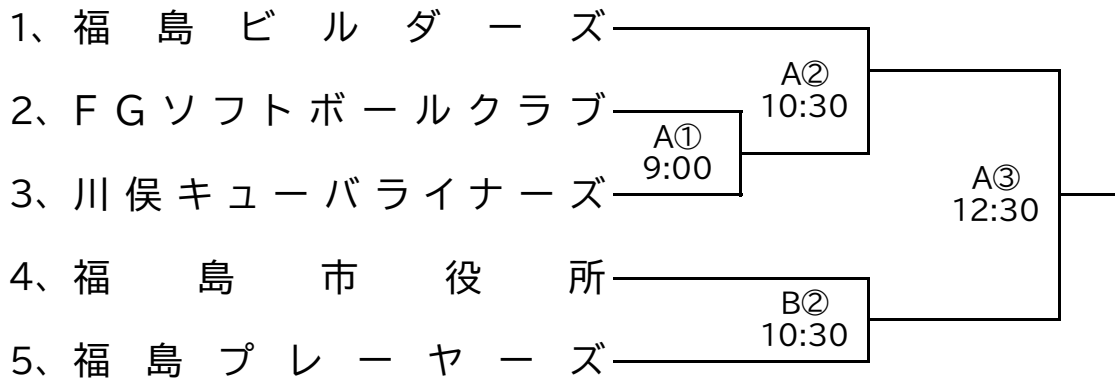 1、福島ビルダーズ
A②
10:30
2、FGソフトボールクラブ
A①
9:00
3、川俣キューバライナーズ
A③
12:30
4、福島市役所
B②
10:30
5、福島プレーヤーズ